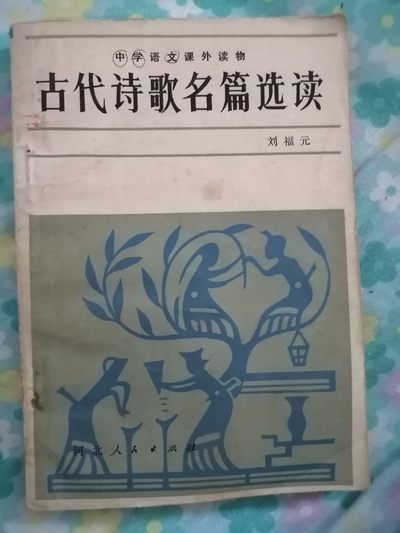 中学语文课外读物
古代诗歌名篇选读
刘福元
河北人民出版社